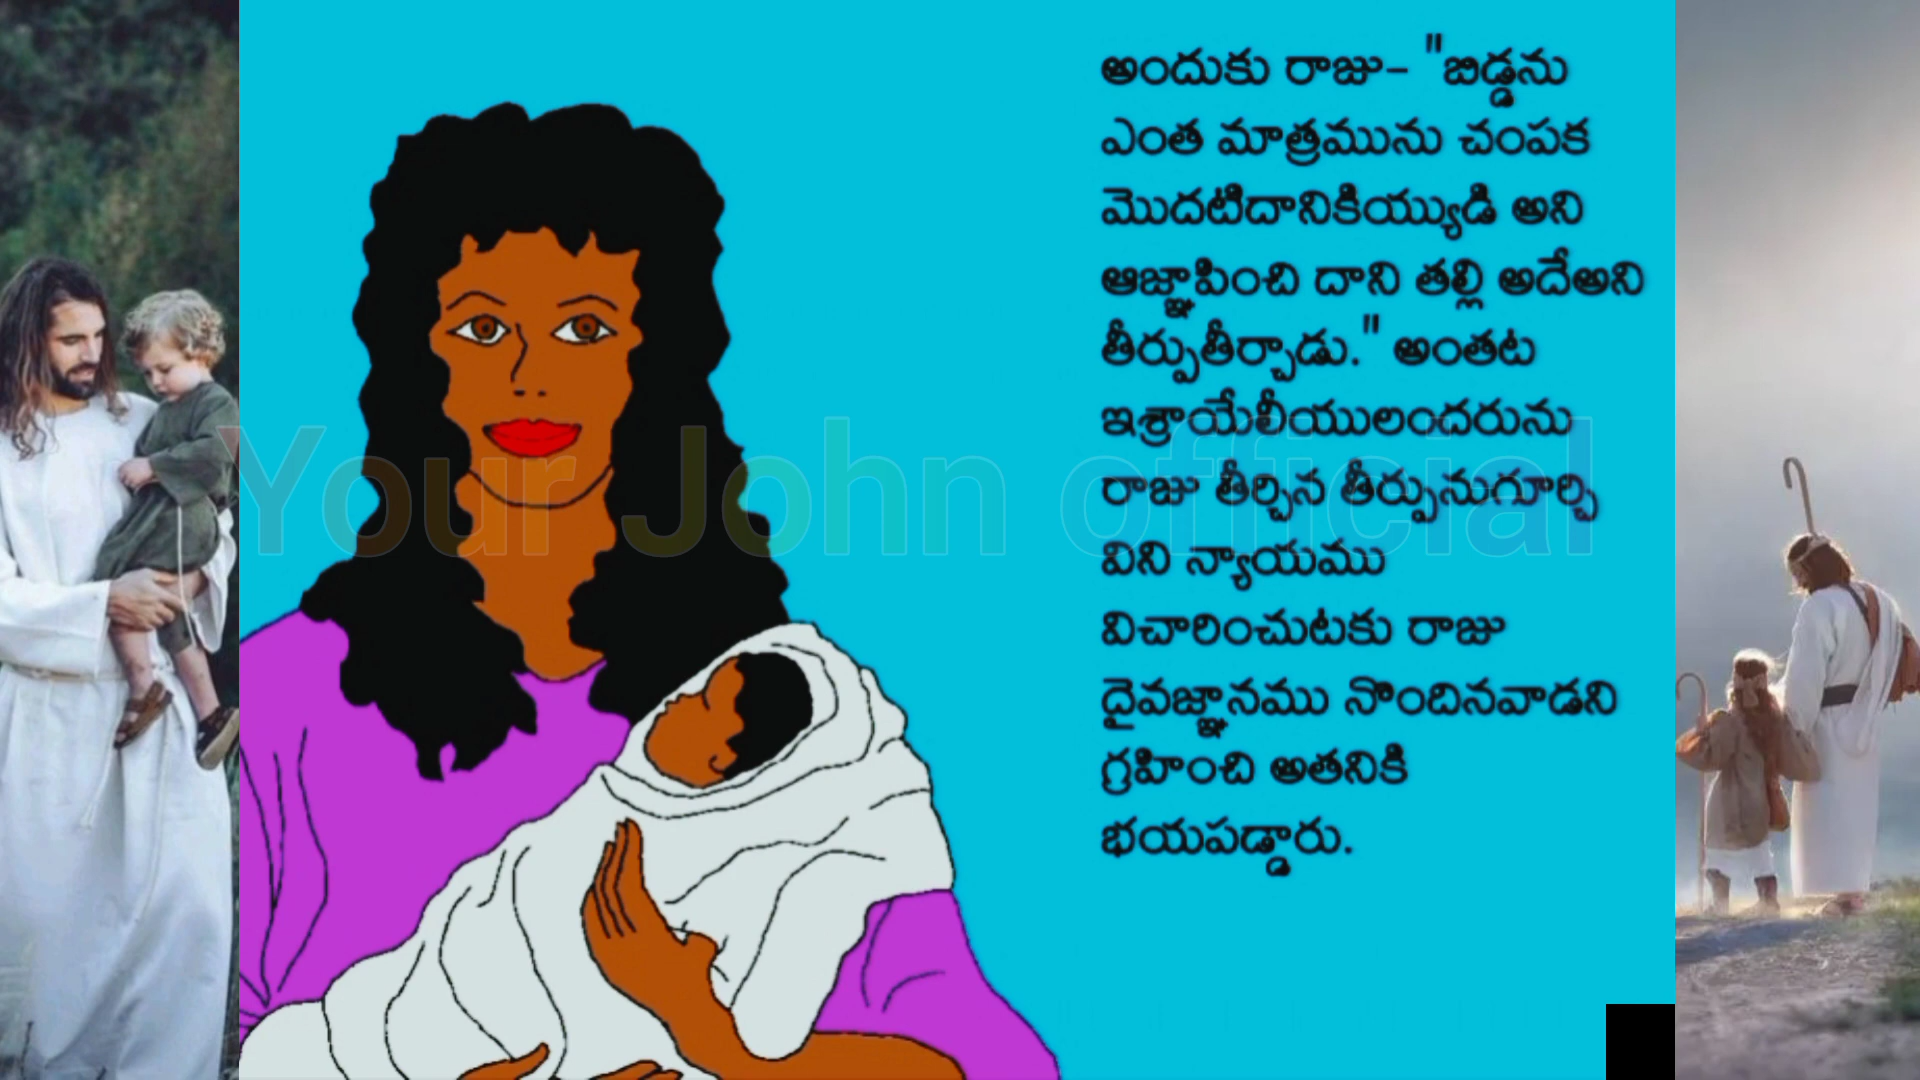 అందుకు రాజు- "బిడ్డను
ఎంత మాత్రమును చంపక
మొదటిదానికియ్యుడి అని
ఆజ్ఞాపించి దాని తల్లి అదేఅని
తీర్పుతీర్చాడు." అంతట
ఇశ్రాయేలీయులందరును
రాజు తీర్చిన తీర్పునుగూర్చి
విని న్యాయము
విచారించుటకు రాజు
దైవజ్ఞానము నొందినవాడని
గ్రహించి అతనికి
భయపడ్డారు.
Your John official